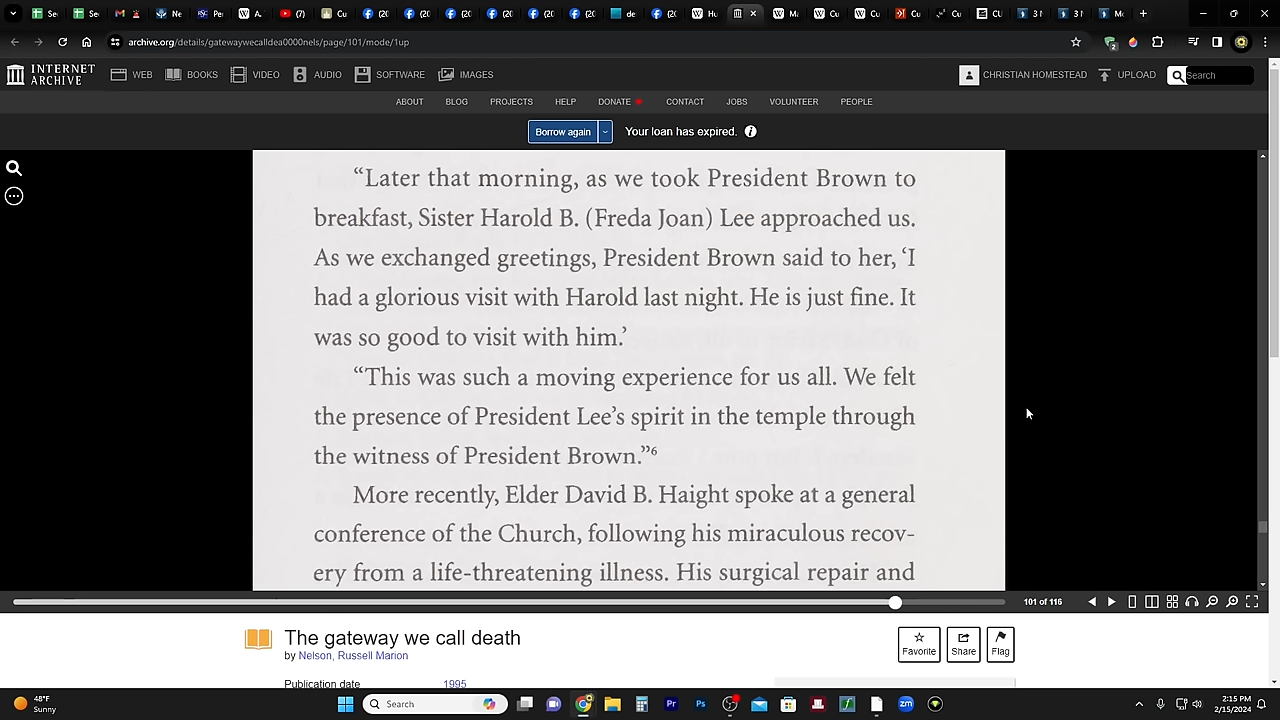 archive.org/details/gatewaywecalldea0000nels/page/101/mode/1up
INTERNET ARCHIVE
WEB BOOKS VIDEO AUDIO SOFTWARE IMAGES
CHRISTIAN HOMESTEAD UPLOAD Search
ABOUT BLOG PROJECTS HELP DONATE CONTACT JOBS VOLUNTEER PEOPLE
Borrow again Your loan has expired.
“Later that morning, as we took President Brown to
breakfast, Sister Harold B. (Freda Joan) Lee approached us.
As we exchanged greetings, President Brown said to her, ‘I
had a glorious visit with Harold last night. He is just fine. It
was so good to visit with him.’
“This was such a moving experience for us all. We felt
the presence of President Lee’s spirit in the temple through
the witness of President Brown.”6
More recently, Elder David B. Haight spoke at a general
conference of the Church, following his miraculous recov-
ery from a life-threatening illness. His surgical repair and
101 of 116
The gateway we call death
by Nelson, Russell Marion
Favorite Share Flag
Publication date 1995
48°F
Sunny
Search
2:15 PM
2/15/2024